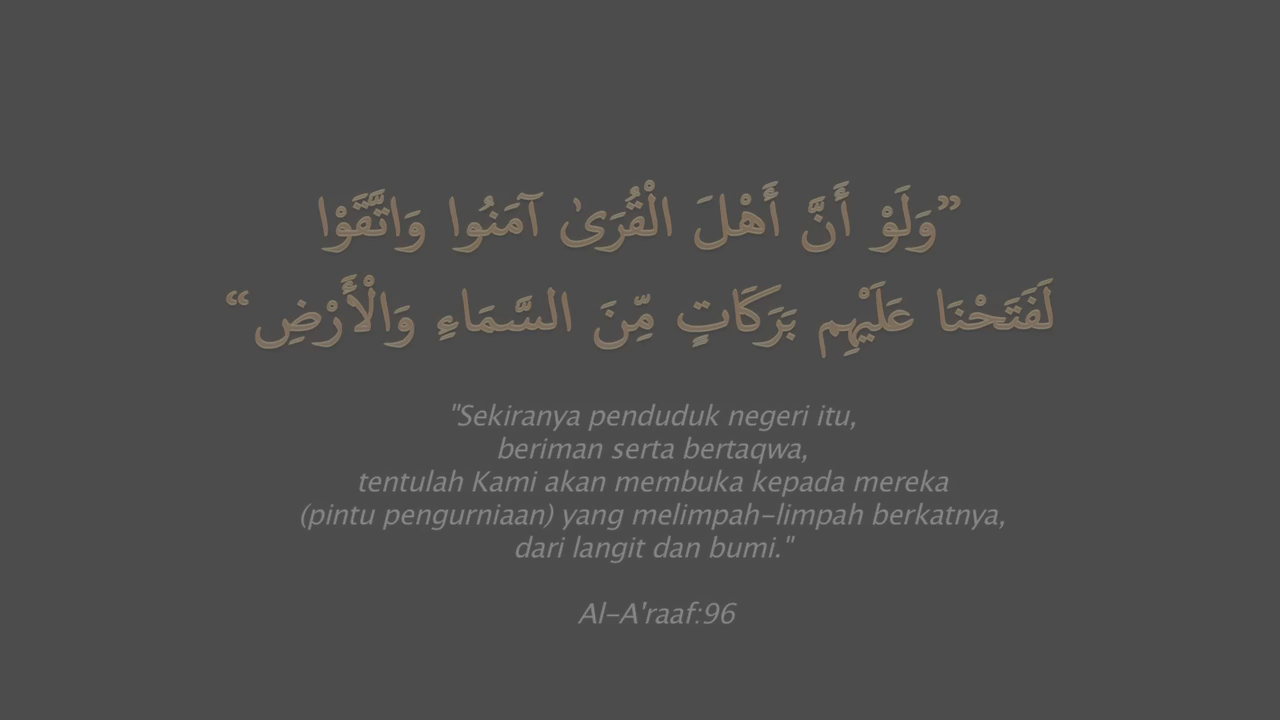 ”وَلَوْ أَنَّ أَهْلَ الْقُرَىٰ آمَنُوا وَاتَّقَوْا
لَفَتَحْنَا عَلَيْهِم بَرَكَاتٍ مِّنَ السَّمَاءِ وَالْأَرْضِ“
"Sekiranya penduduk negeri itu,
beriman serta bertaqwa,
tentulah Kami akan membuka kepada mereka
(pintu pengurniaan) yang melimpah-limpah berkatnya,
dari langit dan bumi."
Al-A'raaf:96